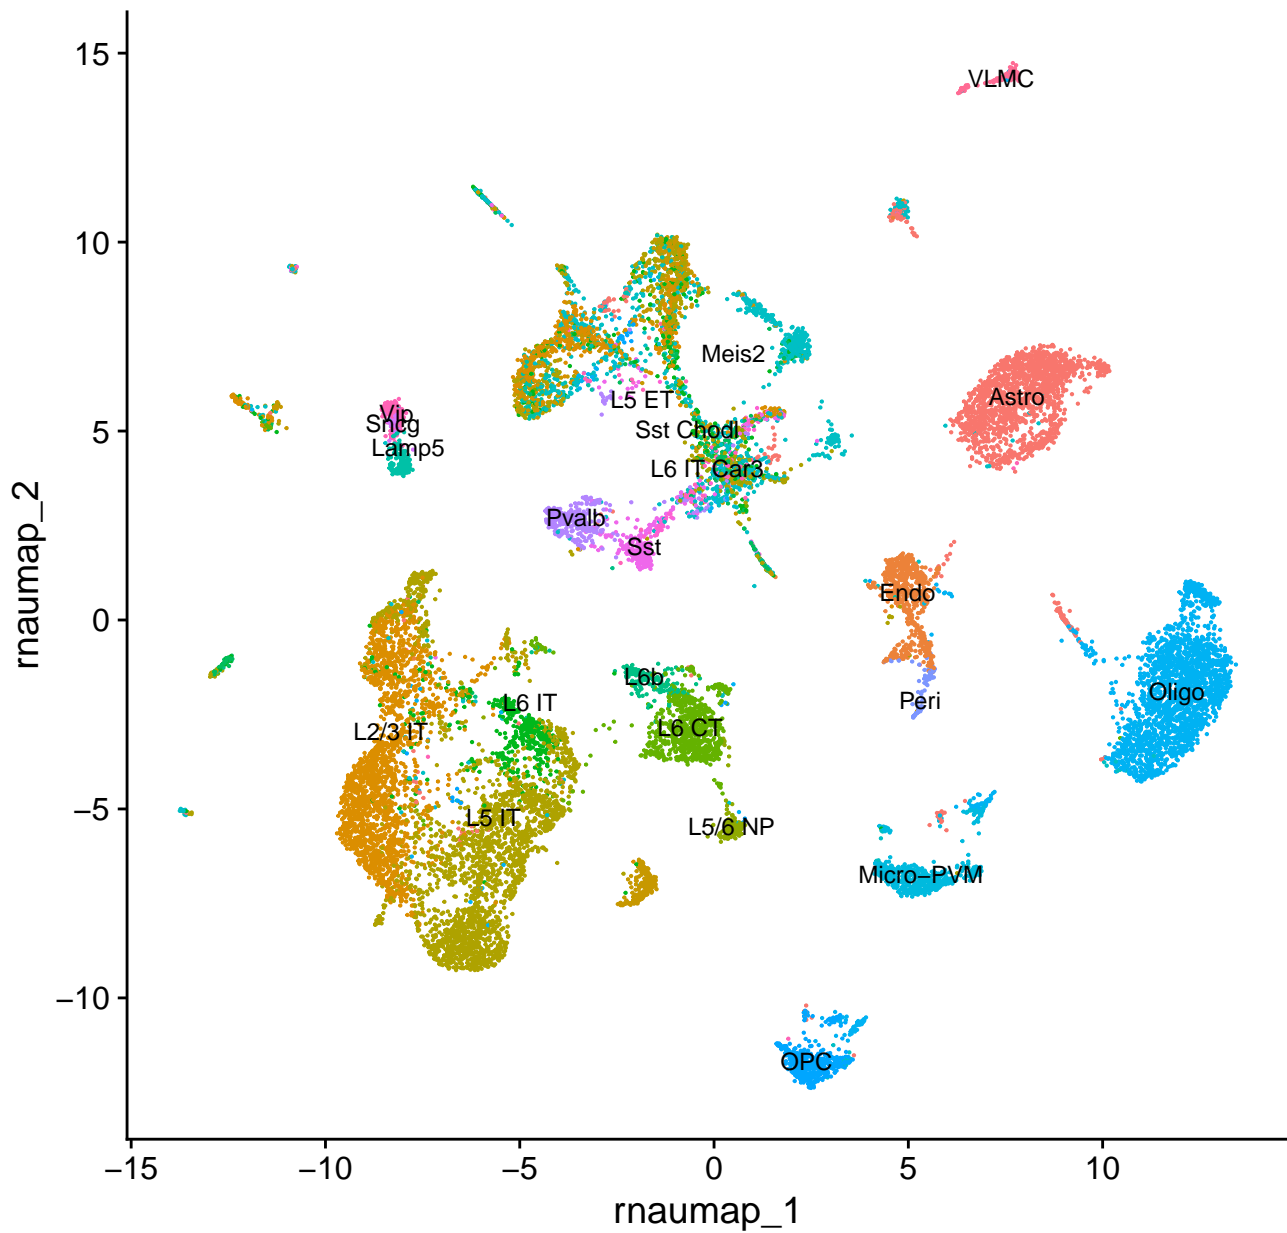 rnaumap_2
15
10
5
0
−5
−10
VLMC
Meis2
L5 ET
Astro
Vip
Sncg
Sst Chodl
Lamp5
L6 IT Car3
Pvalb
Sst
Endo
L6b
Oligo
Peri
L6 IT
L2/3 IT
L6 CT
L5 IT
L5/6 NP
Micro−PVM
OPC
−15
−10
−5
0
5
10
rnaumap_1